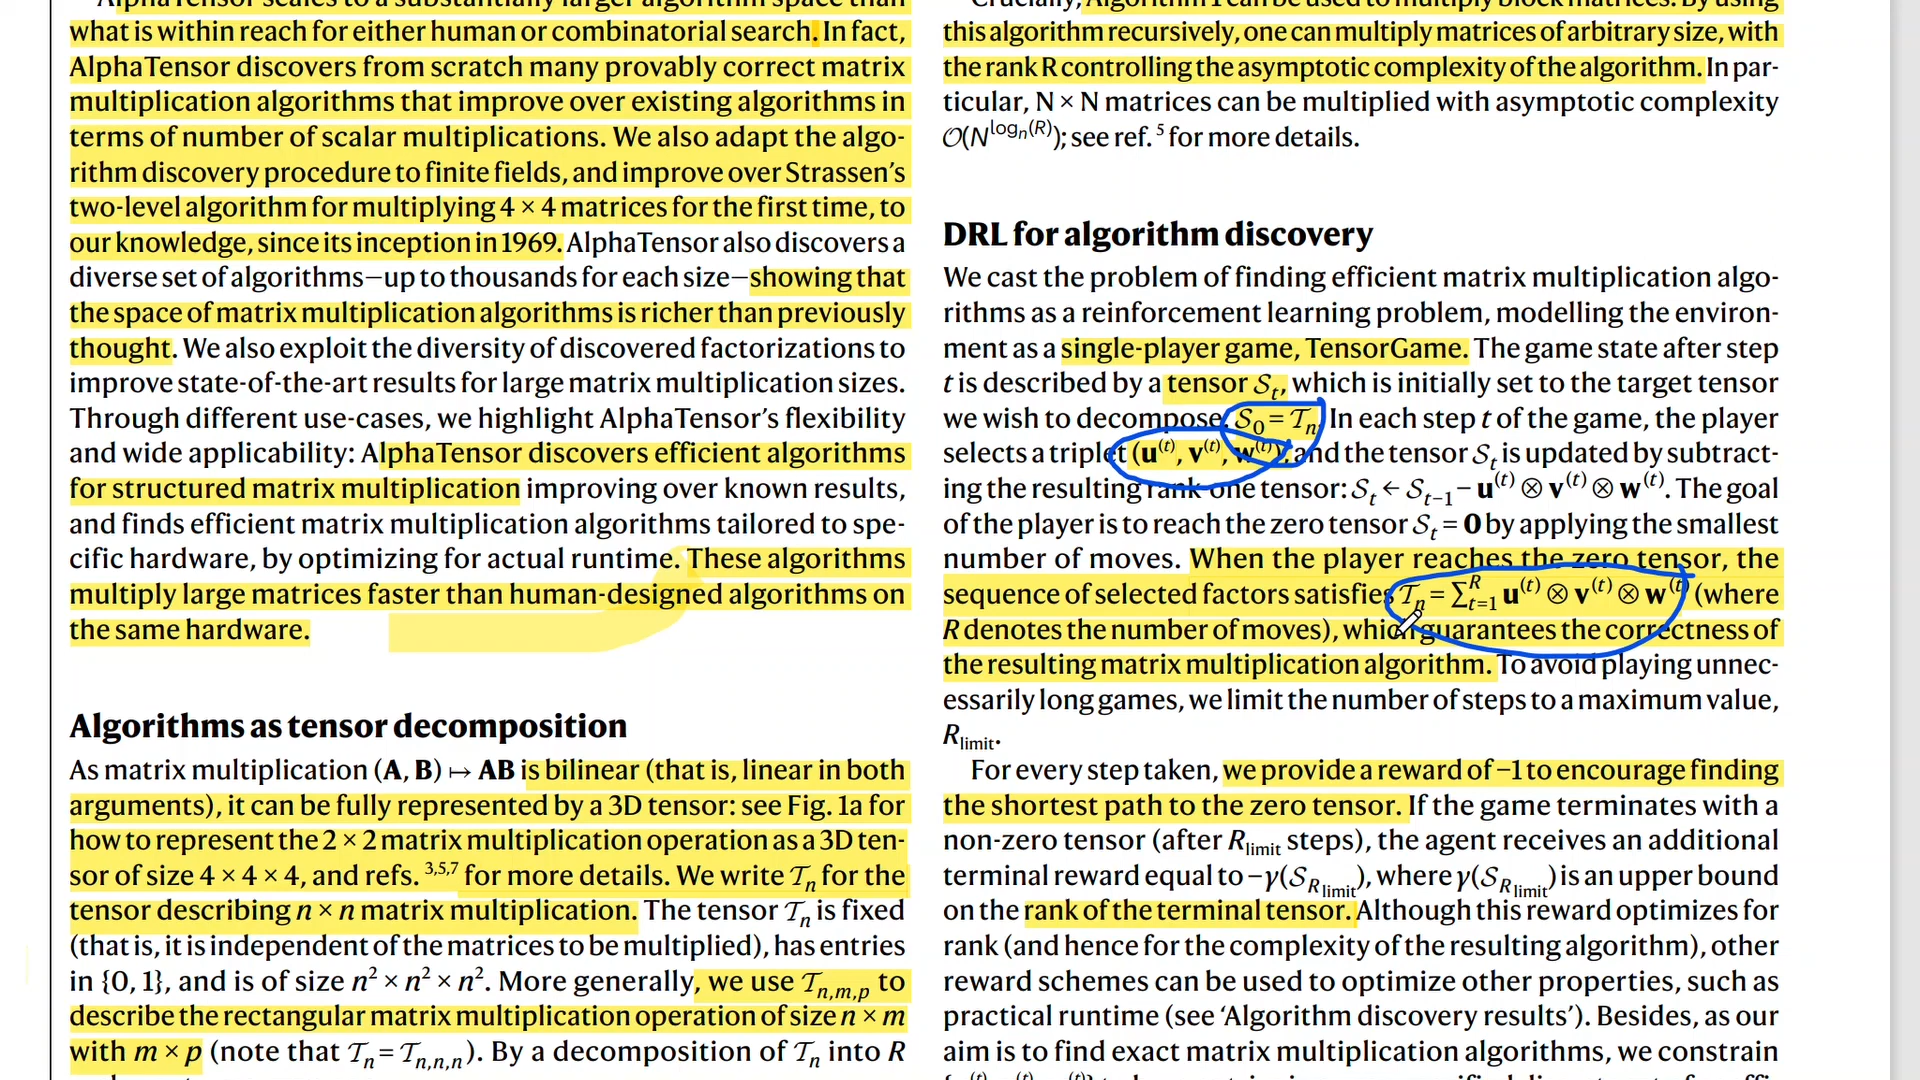 AlphaTensor scales to a substantially larger algorithm space than
what is within reach for either human or combinatorial search. In fact,
AlphaTensor discovers from scratch many provably correct matrix
multiplication algorithms that improve over existing algorithms in
terms of number of scalar multiplications. We also adapt the algo-
rithm discovery procedure to finite fields, and improve over Strassen's
two-level algorithm for multiplying 4 × 4 matrices for the first time, to
our knowledge, since its inception in 1969. AlphaTensor also discovers a
diverse set of algorithms—up to thousands for each size—showing that
the space of matrix multiplication algorithms is richer than previously
thought. We also exploit the diversity of discovered factorizations to
improve state-of-the-art results for large matrix multiplication sizes.
Through different use-cases, we highlight AlphaTensor's flexibility
and wide applicability: AlphaTensor discovers efficient algorithms
for structured matrix multiplication improving over known results,
and finds efficient matrix multiplication algorithms tailored to spe-
cific hardware, by optimizing for actual runtime. These algorithms
multiply large matrices faster than human-designed algorithms on
the same hardware.
Algorithms as tensor decomposition
As matrix multiplication (A, B) ↦ AB is bilinear (that is, linear in both
arguments), it can be fully represented by a 3D tensor: see Fig. 1a for
how to represent the 2 × 2 matrix multiplication operation as a 3D ten-
sor of size 4 × 4 × 4, and refs. 3,5,7 for more details. We write 𝒯n for the
tensor describing n × n matrix multiplication. The tensor 𝒯n is fixed
(that is, it is independent of the matrices to be multiplied), has entries
in {0, 1}, and is of size n² × n² × n². More generally, we use 𝒯n,m,p to
describe the rectangular matrix multiplication operation of size n × m
with m × p (note that 𝒯n = 𝒯n,n,n). By a decomposition of 𝒯n into R
Crucially, Algorithm 1 can be used to multiply block matrices. By using
this algorithm recursively, one can multiply matrices of arbitrary size, with
the rank R controlling the asymptotic complexity of the algorithm. In par-
ticular, N × N matrices can be multiplied with asymptotic complexity
𝒪(N^logn(R)); see ref. 5 for more details.
DRL for algorithm discovery
We cast the problem of finding efficient matrix multiplication algo-
rithms as a reinforcement learning problem, modelling the environ-
ment as a single-player game, TensorGame. The game state after step
t is described by a tensor 𝒮t, which is initially set to the target tensor
we wish to decompose, 𝒮0 = 𝒯n. In each step t of the game, the player
selects a triplet (u(t), v(t), w(t)), and the tensor 𝒮t is updated by subtract-
ing the resulting rank-one tensor: 𝒮t ← 𝒮t−1 − u(t) ⊗ v(t) ⊗ w(t). The goal
of the player is to reach the zero tensor 𝒮t = 0 by applying the smallest
number of moves. When the player reaches the zero tensor, the
sequence of selected factors satisfies 𝒯n = ∑R t=1 u(t) ⊗ v(t) ⊗ w(t) (where
R denotes the number of moves), which guarantees the correctness of
the resulting matrix multiplication algorithm. To avoid playing unnec-
essarily long games, we limit the number of steps to a maximum value,
Rlimit.
For every step taken, we provide a reward of −1 to encourage finding
the shortest path to the zero tensor. If the game terminates with a
non-zero tensor (after Rlimit steps), the agent receives an additional
terminal reward equal to −γ(𝒮Rlimit), where γ(𝒮Rlimit) is an upper bound
on the rank of the terminal tensor. Although this reward optimizes for
rank (and hence for the complexity of the resulting algorithm), other
reward schemes can be used to optimize other properties, such as
practical runtime (see 'Algorithm discovery results'). Besides, as our
aim is to find exact matrix multiplication algorithms, we constrain